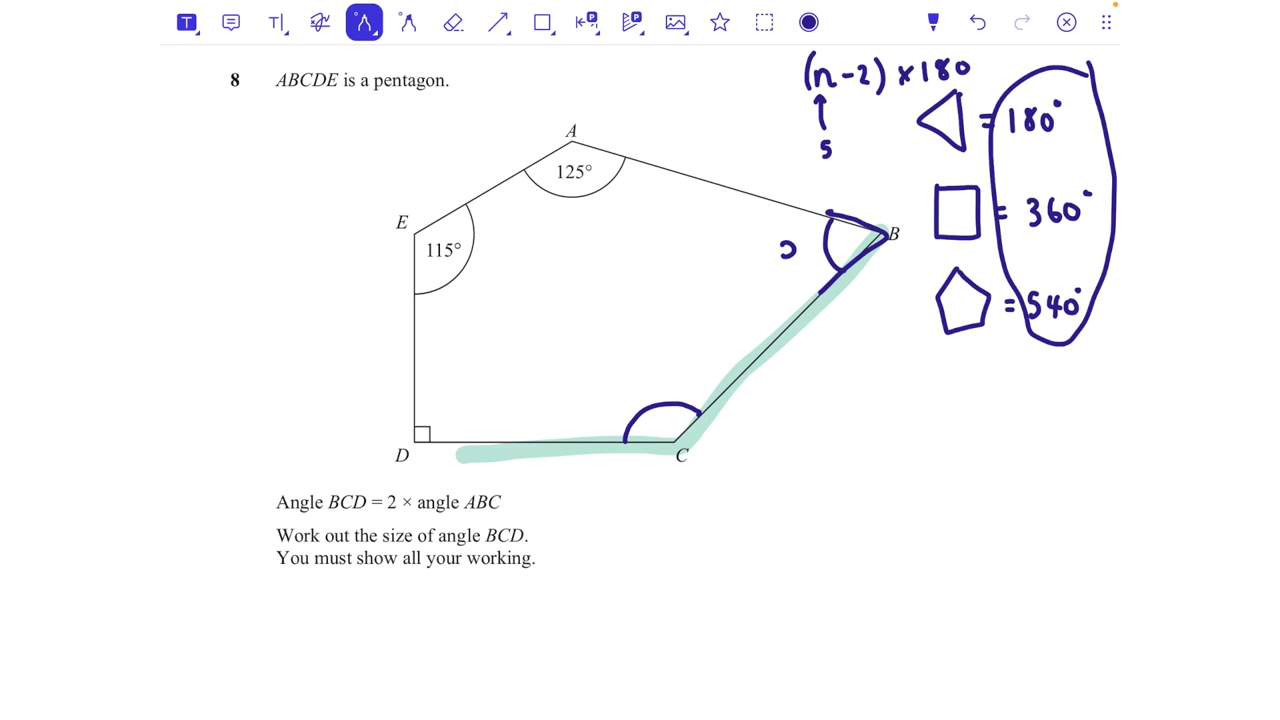 8 ABCDE is a pentagon.
(n-2) × 180
5
= 180°
= 360°
= 540°
A
125°
E
115°
B
D
C
Angle BCD = 2 × angle ABC
Work out the size of angle BCD.
You must show all your working.